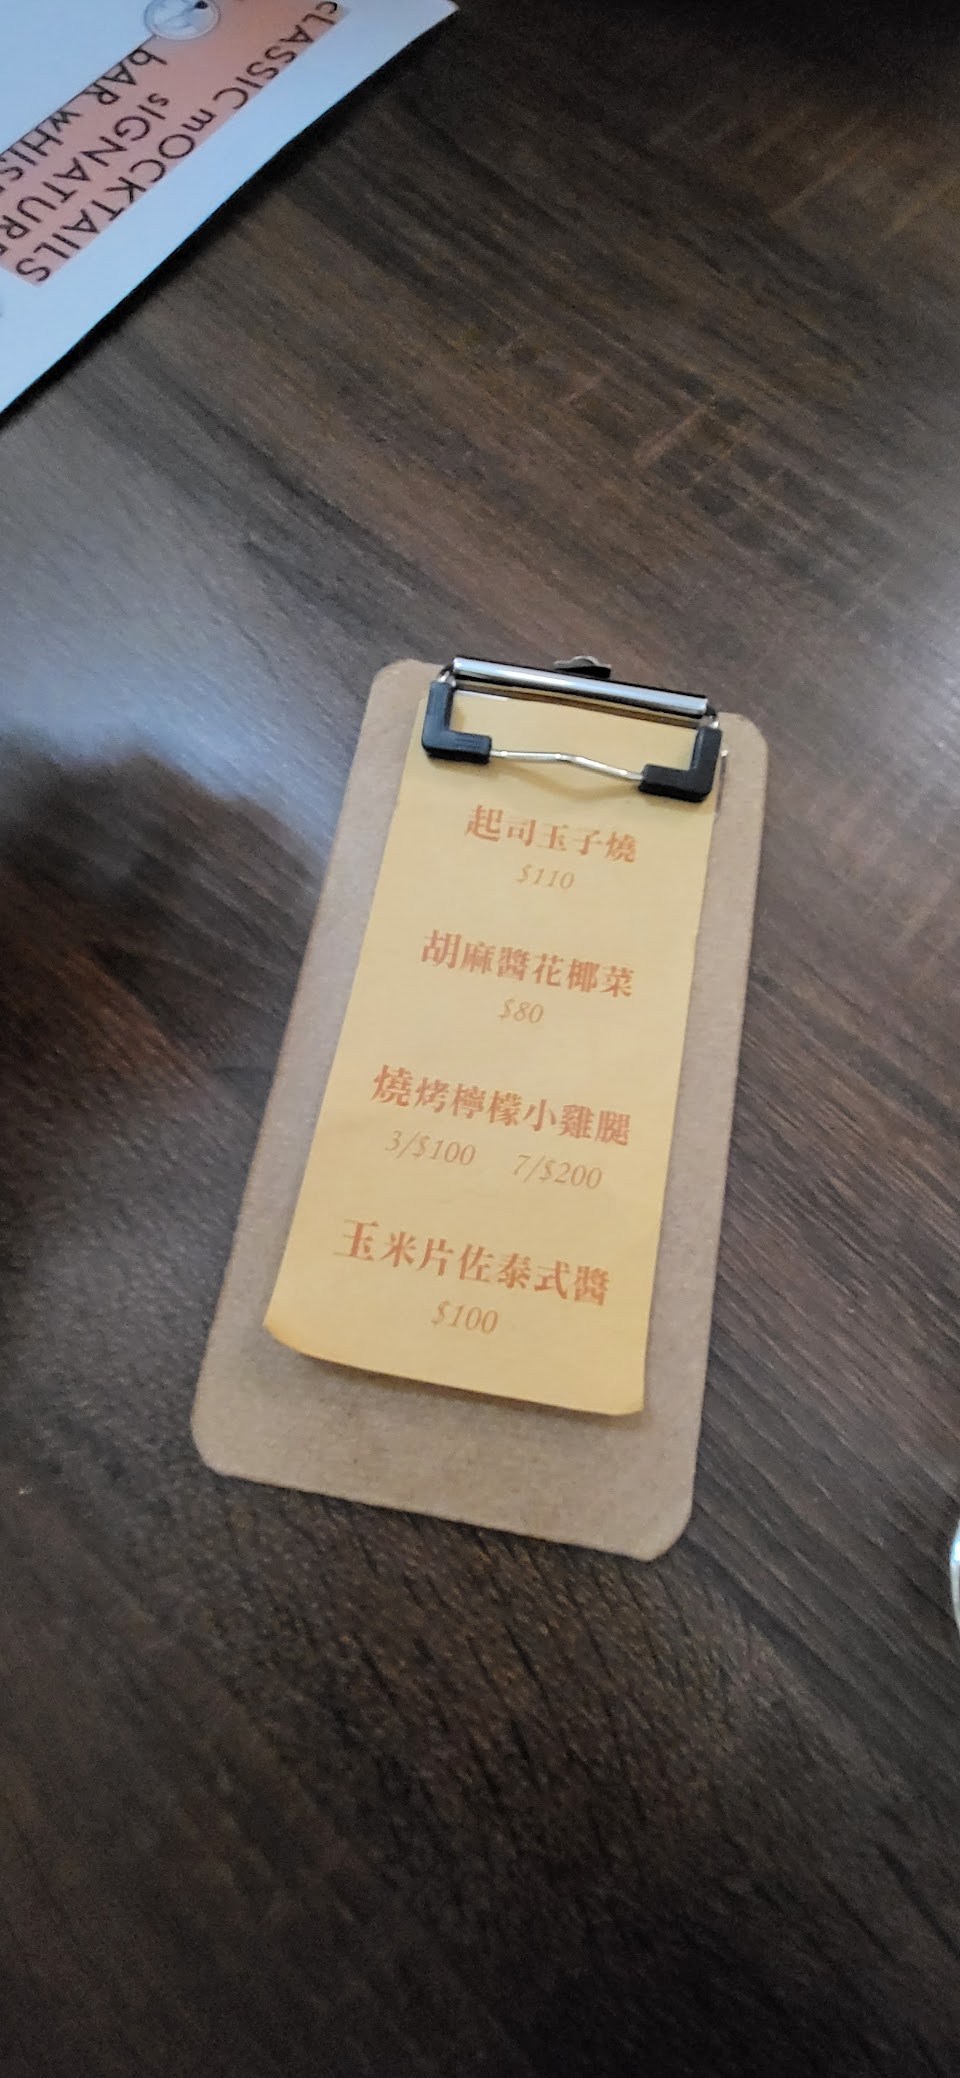 CLASSIC mOCKTAILS
SIGNATURE
bAR WHIS
起司玉子燒
$110
胡麻醬花椰菜
$80
燒烤檸檬小雞腿
3/$100 7/$200
玉米片佐泰式醬
$100